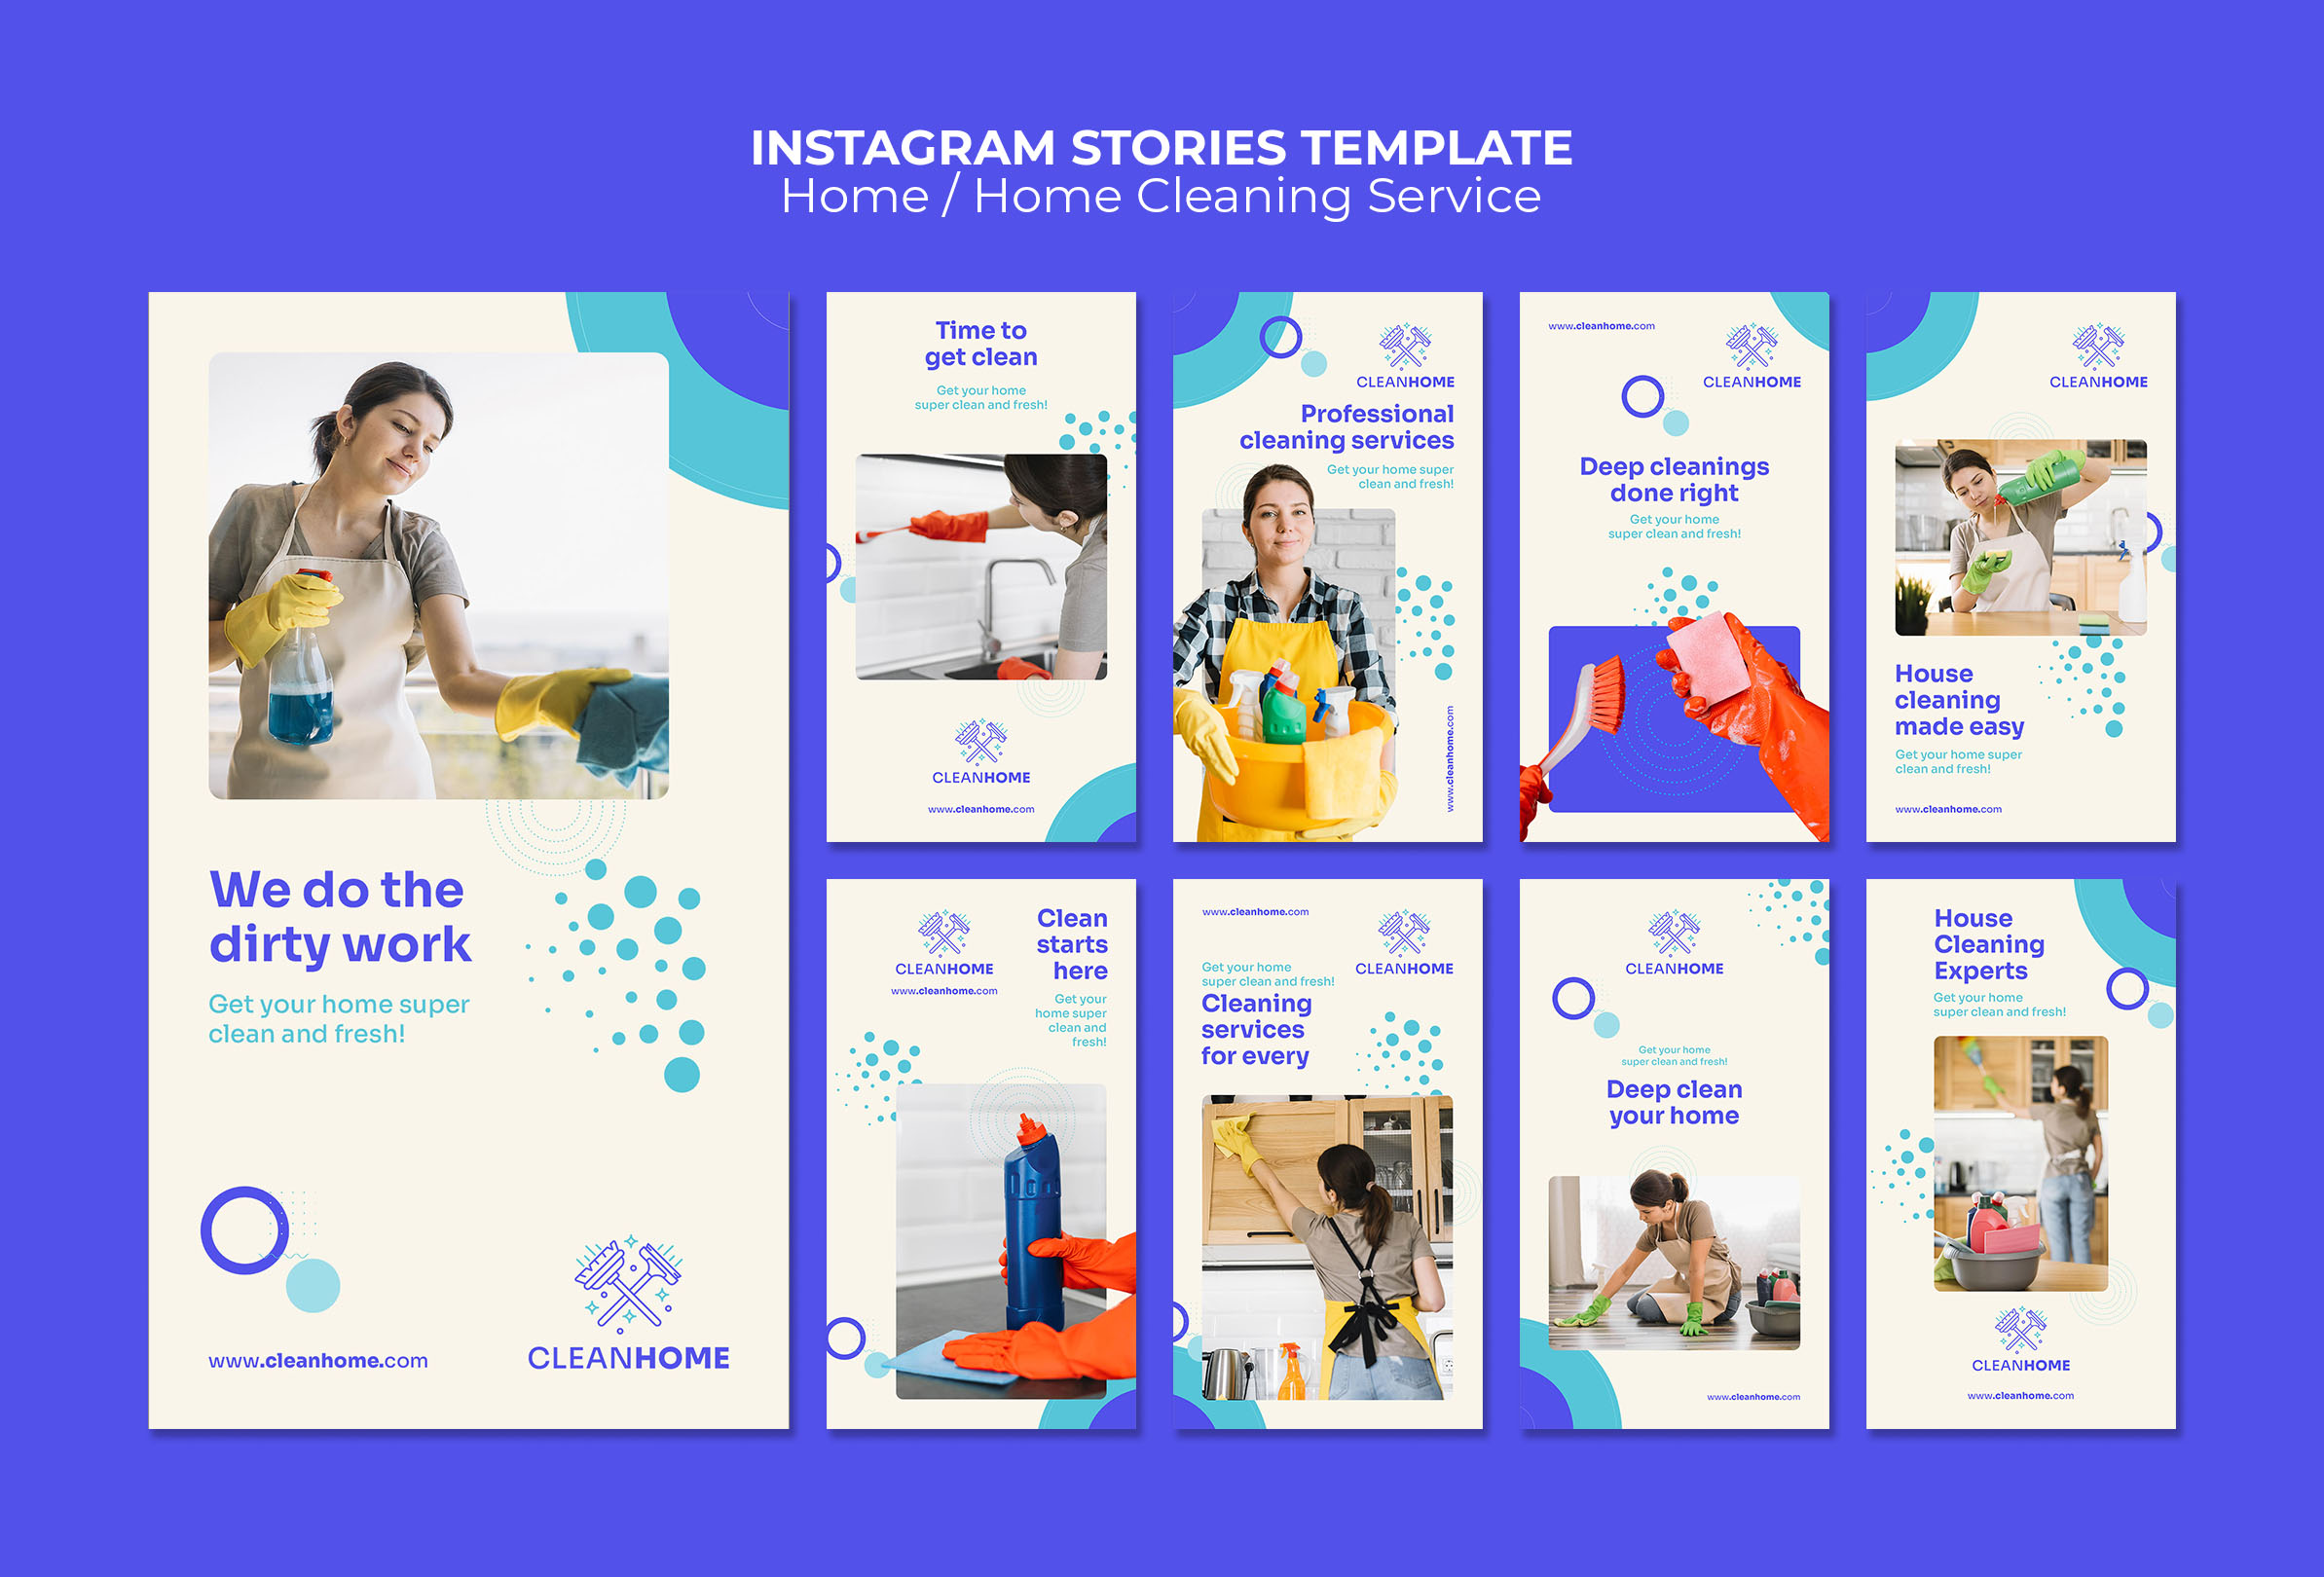 INSTAGRAM STORIES TEMPLATE
Home / Home Cleaning Service
We do the
dirty work
Get your home super
clean and fresh!
www.cleanhome.com
CLEANHOME
Time to
get clean
Get your home
super clean and fresh!
CLEANHOME
www.cleanhome.com
CLEANHOME
Professional
cleaning services
Get your home super
clean and fresh!
www.cleanhome.com
www.cleanhome.com
CLEANHOME
Deep cleanings
done right
Get your home
super clean and fresh!
CLEANHOME
House
cleaning
made easy
Get your home super
clean and fresh!
www.cleanhome.com
CLEANHOME
www.cleanhome.com
Clean
starts
here
Get your
home super
clean and
fresh!
www.cleanhome.com
CLEANHOME
Get your home
super clean and fresh!
Cleaning
services
for every
CLEANHOME
Get your home
super clean and fresh!
Deep clean
your home
www.cleanhome.com
House
Cleaning
Experts
Get your home
super clean and fresh!
CLEANHOME
www.cleanhome.com